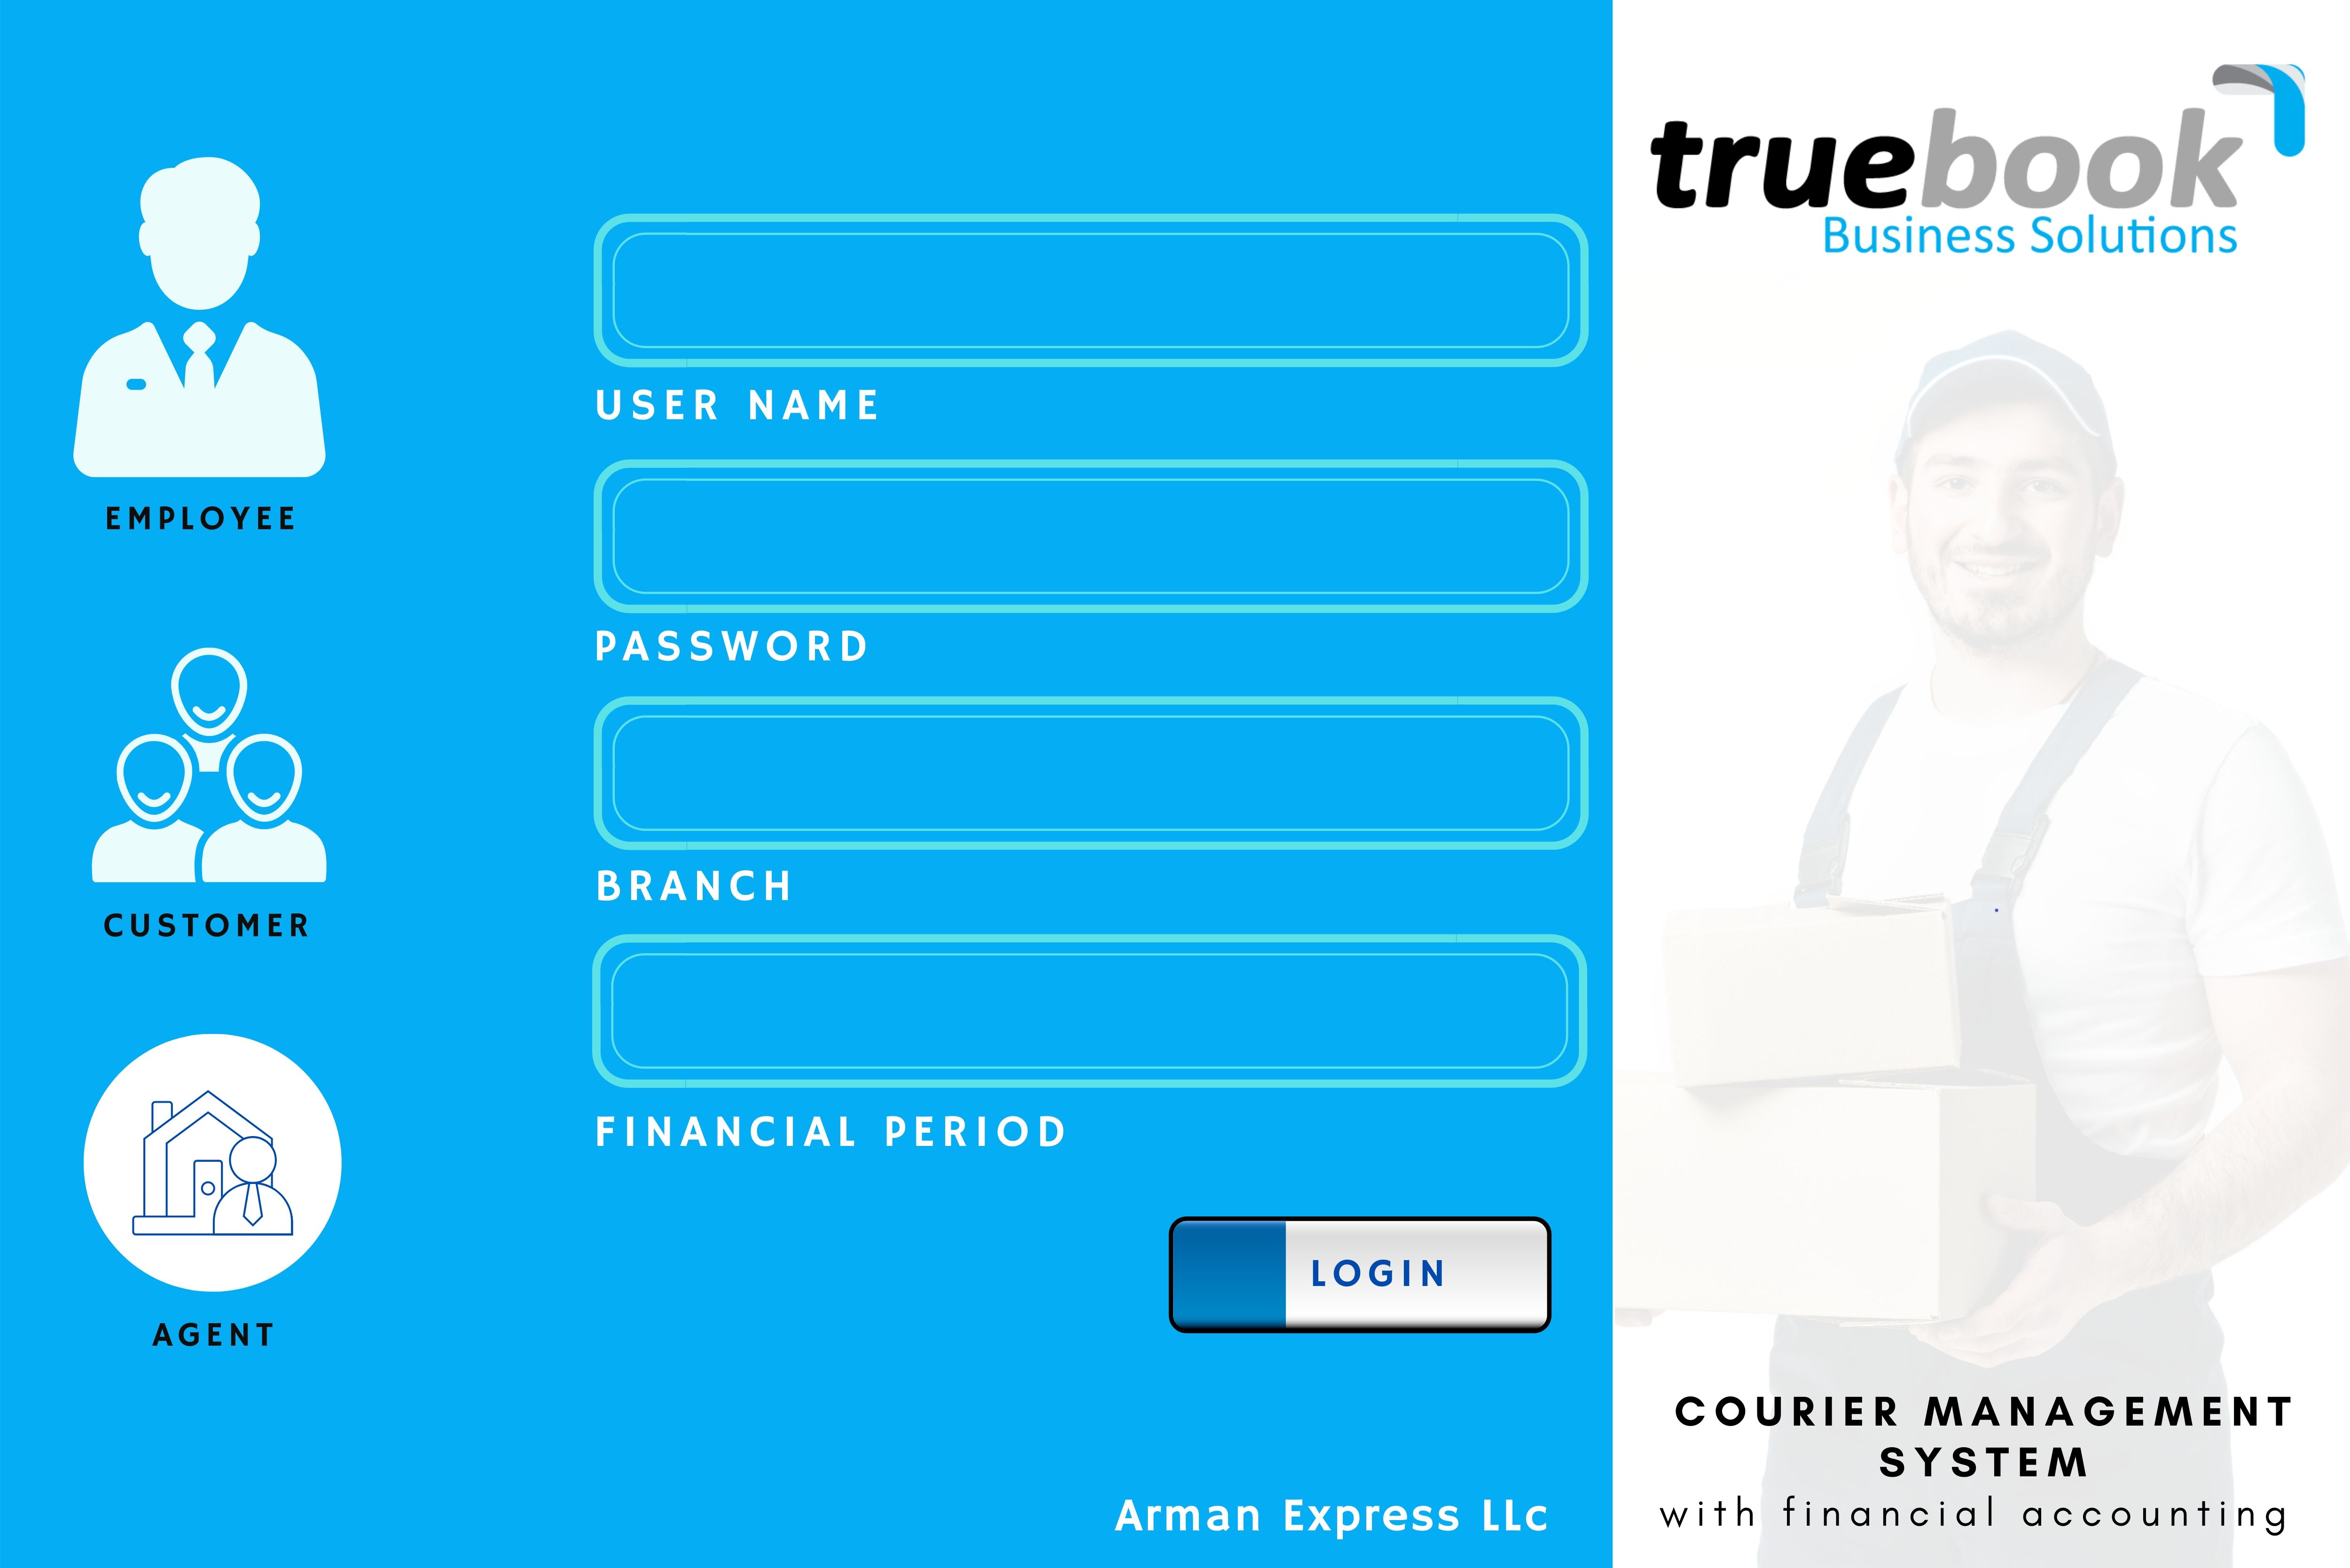 EMPLOYEE
CUSTOMER
AGENT
USER NAME
PASSWORD
BRANCH
FINANCIAL PERIOD
LOGIN
Arman Express LLc
truebook
Business Solutions
COURIER MANAGEMENT
SYSTEM
with financial accounting